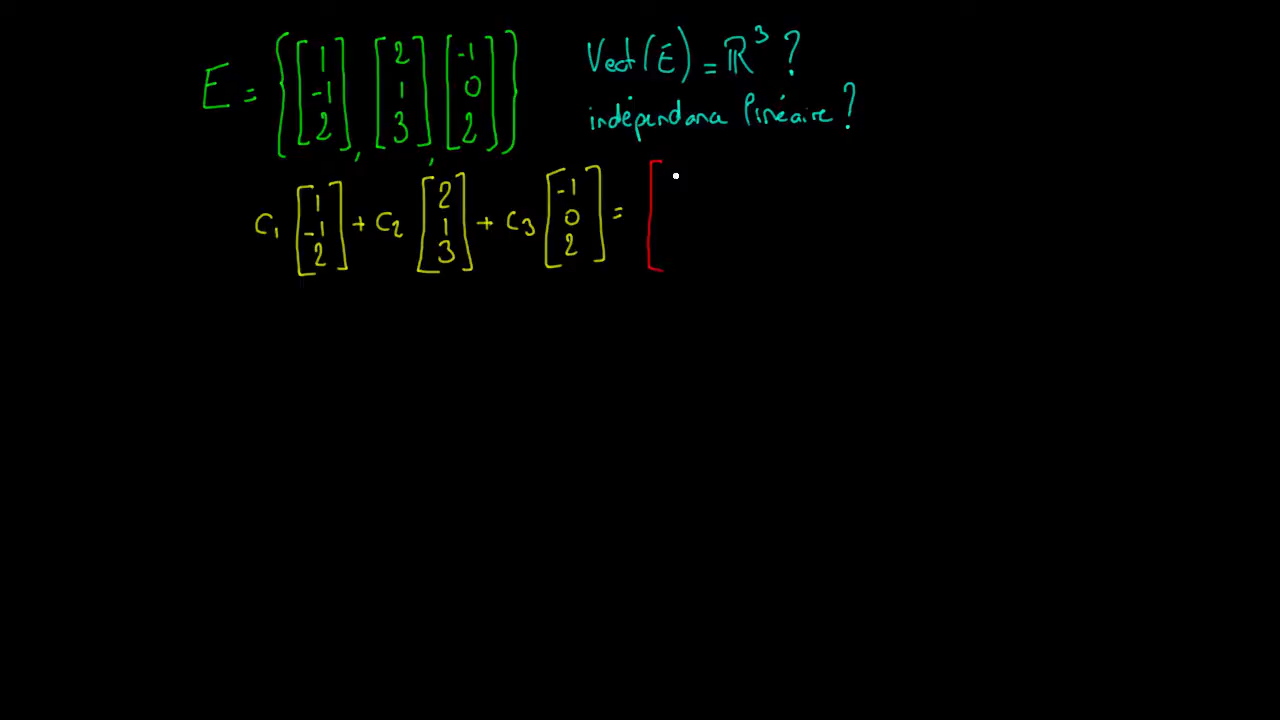 E = { [1 -1 2], [2 1 3], [-1 0 2] } Vect(E) = ℝ³ ?
indépendance linéaire ?
C₁ [1 -1 2] + C₂ [2 1 3] + C₃ [-1 0 2] = [